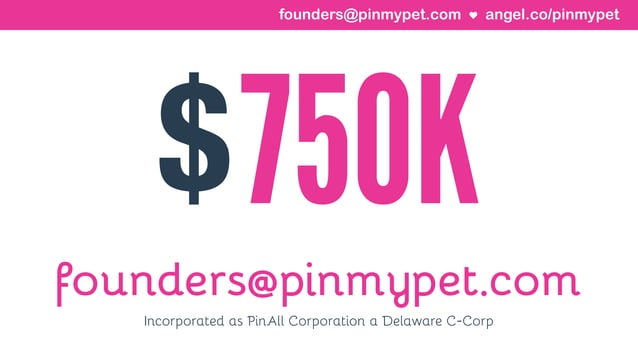 founders@pinmypet.com ♥ angel.co/pinmypet
$750K
founders@pinmypet.com
Incorporated as PinAll Corporation a Delaware C-Corp